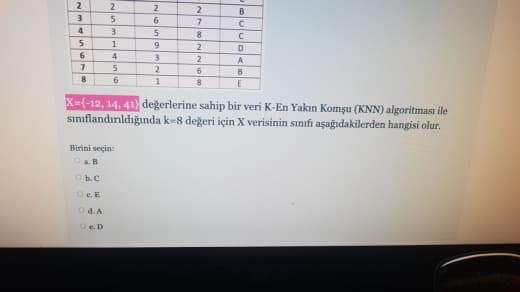 2 2 2 2 B
3 5 6 7 C
4 3 5 8 C
5 1 9 2 D
6 4 3 2 A
7 5 2 6 B
8 6 1 8 E
X={-12, 14, 41} değerlerine sahip bir veri K-En Yakın Komşu (KNN) algoritması ile
sınıflandırıldığında k=8 değeri için X verisinin sınıfı aşağıdakilerden hangisi olur.
Birini seçin:
a. B
b. C
c. E
d. A
e. D